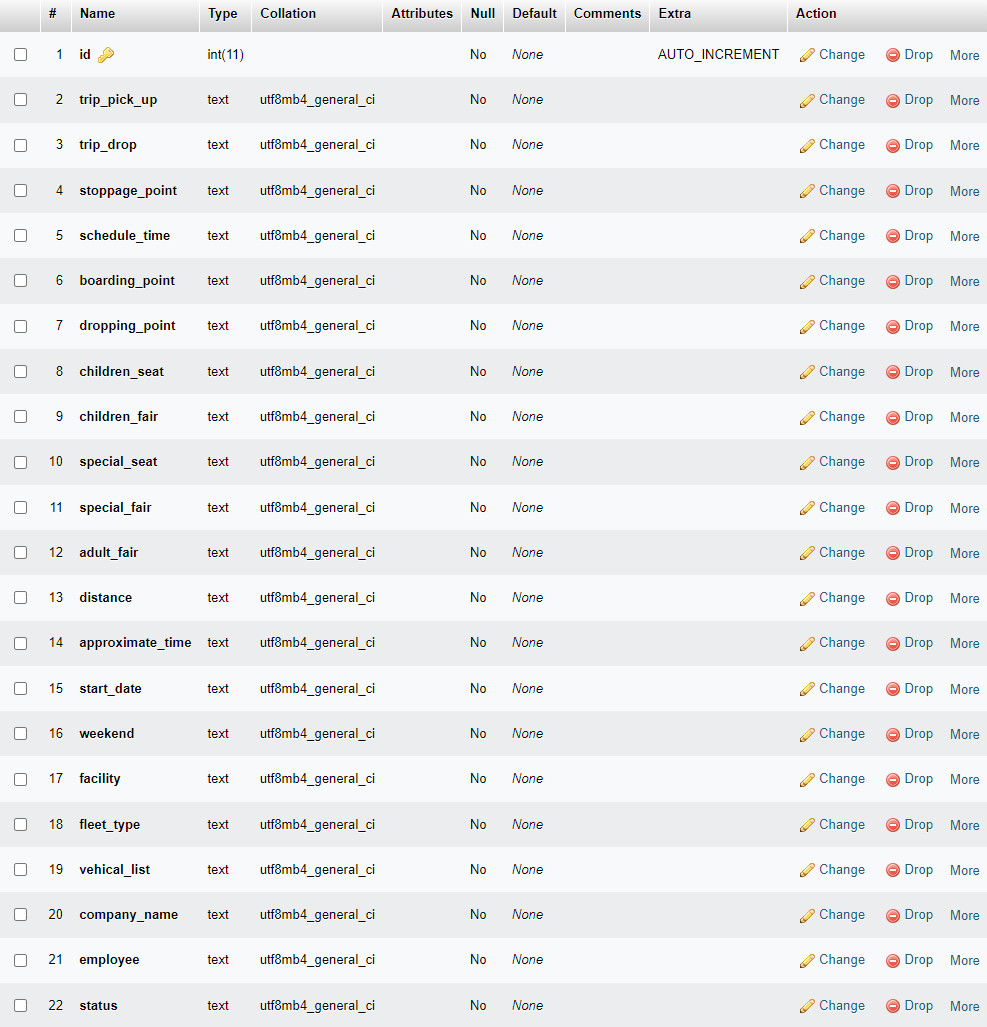 # Name Type Collation Attributes Null Default Comments Extra Action
1 id int(11) No None AUTO_INCREMENT Change Drop More
2 trip_pick_up text utf8mb4_general_ci No None Change Drop More
3 trip_drop text utf8mb4_general_ci No None Change Drop More
4 stoppage_point text utf8mb4_general_ci No None Change Drop More
5 schedule_time text utf8mb4_general_ci No None Change Drop More
6 boarding_point text utf8mb4_general_ci No None Change Drop More
7 dropping_point text utf8mb4_general_ci No None Change Drop More
8 children_seat text utf8mb4_general_ci No None Change Drop More
9 children_fair text utf8mb4_general_ci No None Change Drop More
10 special_seat text utf8mb4_general_ci No None Change Drop More
11 special_fair text utf8mb4_general_ci No None Change Drop More
12 adult_fair text utf8mb4_general_ci No None Change Drop More
13 distance text utf8mb4_general_ci No None Change Drop More
14 approximate_time text utf8mb4_general_ci No None Change Drop More
15 start_date text utf8mb4_general_ci No None Change Drop More
16 weekend text utf8mb4_general_ci No None Change Drop More
17 facility text utf8mb4_general_ci No None Change Drop More
18 fleet_type text utf8mb4_general_ci No None Change Drop More
19 vehical_list text utf8mb4_general_ci No None Change Drop More
20 company_name text utf8mb4_general_ci No None Change Drop More
21 employee text utf8mb4_general_ci No None Change Drop More
22 status text utf8mb4_general_ci No None Change Drop More